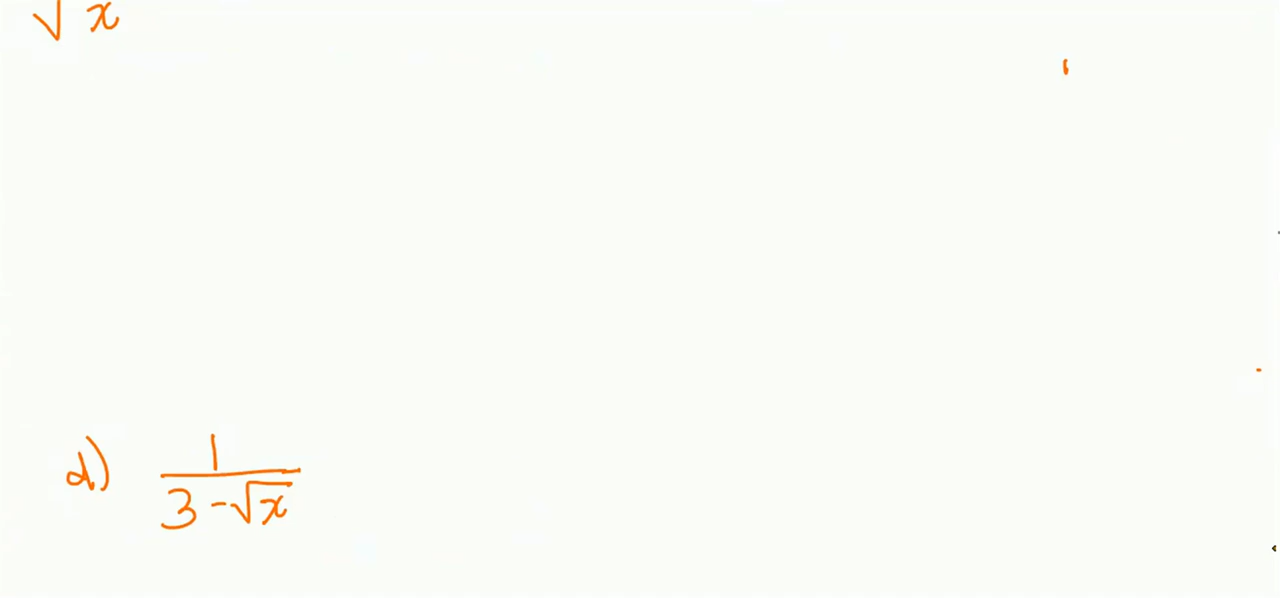 √x
d) 1/(3-√x)